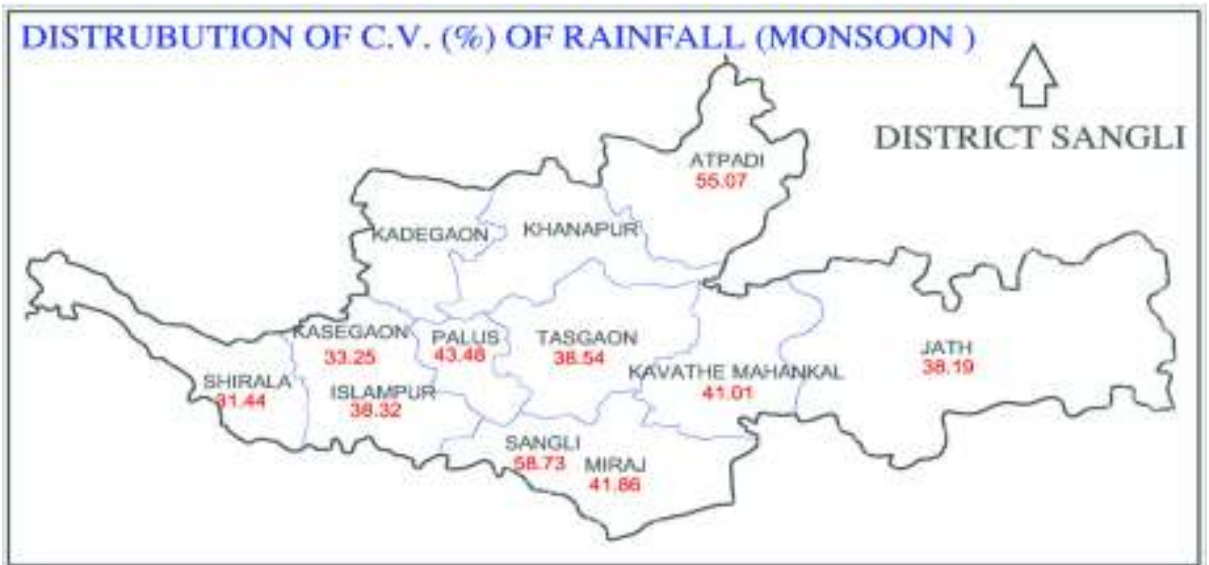 DISTRUBUTION OF C.V. (%) OF RAINFALL (MONSOON )
DISTRICT SANGLI
ATPADI
55.07
KADEGAON
KHANAPUR
KASEGAON
33.25
PALUS
43.48
TASGAON
38.54
JATH
38.19
KAVATHE MAHANKAL
41.01
SHIRALA
31.44
ISLAMPUR
38.32
SANGLI
58.73
MIRAJ
41.86